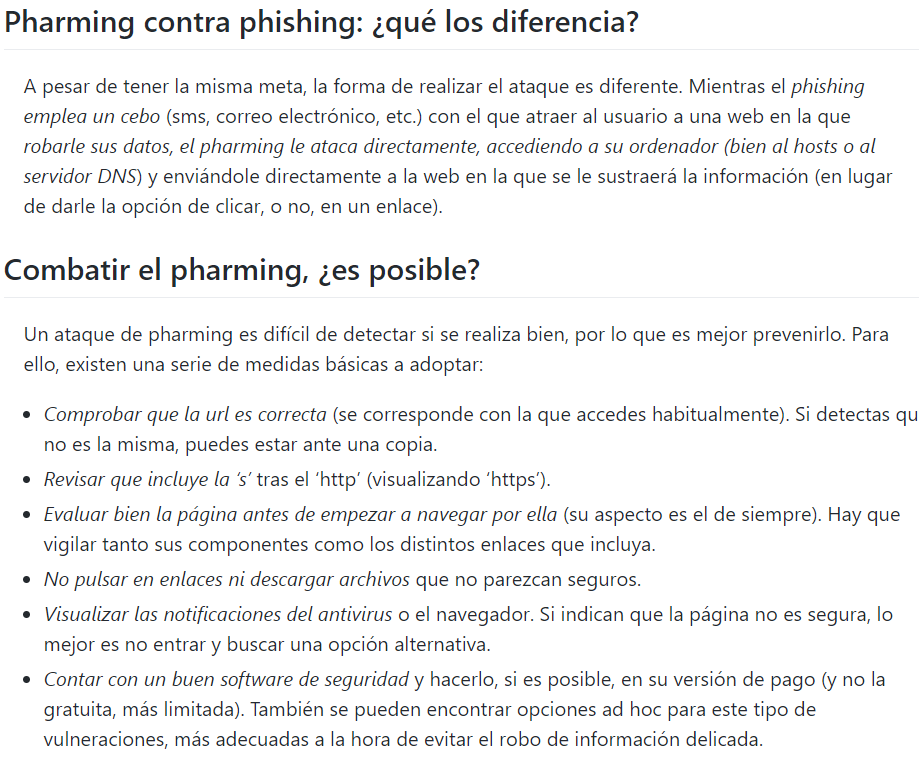 Pharming contra phishing: ¿qué los diferencia?
A pesar de tener la misma meta, la forma de realizar el ataque es diferente. Mientras el phishing
emplea un cebo (sms, correo electrónico, etc.) con el que atraer al usuario a una web en la que
robarle sus datos, el pharming le ataca directamente, accediendo a su ordenador (bien al hosts o al
servidor DNS) y enviándole directamente a la web en la que se le sustraerá la información (en lugar
de darle la opción de clicar, o no, en un enlace).
Combatir el pharming, ¿es posible?
Un ataque de pharming es difícil de detectar si se realiza bien, por lo que es mejor prevenirlo. Para
ello, existen una serie de medidas básicas a adoptar:
• Comprobar que la url es correcta (se corresponde con la que accedes habitualmente). Si detectas qu
no es la misma, puedes estar ante una copia.
• Revisar que incluye la ‘s’ tras el ‘http’ (visualizando ‘https’).
• Evaluar bien la página antes de empezar a navegar por ella (su aspecto es el de siempre). Hay que
vigilar tanto sus componentes como los distintos enlaces que incluya.
• No pulsar en enlaces ni descargar archivos que no parezcan seguros.
• Visualizar las notificaciones del antivirus o el navegador. Si indican que la página no es segura, lo
mejor es no entrar y buscar una opción alternativa.
• Contar con un buen software de seguridad y hacerlo, si es posible, en su versión de pago (y no la
gratuita, más limitada). También se pueden encontrar opciones ad hoc para este tipo de
vulneraciones, más adecuadas a la hora de evitar el robo de información delicada.